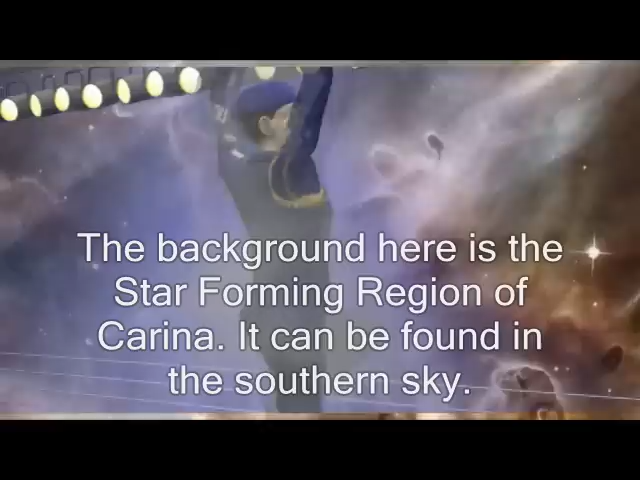 The background here is the
Star Forming Region of
Carina. It can be found in
the southern sky.